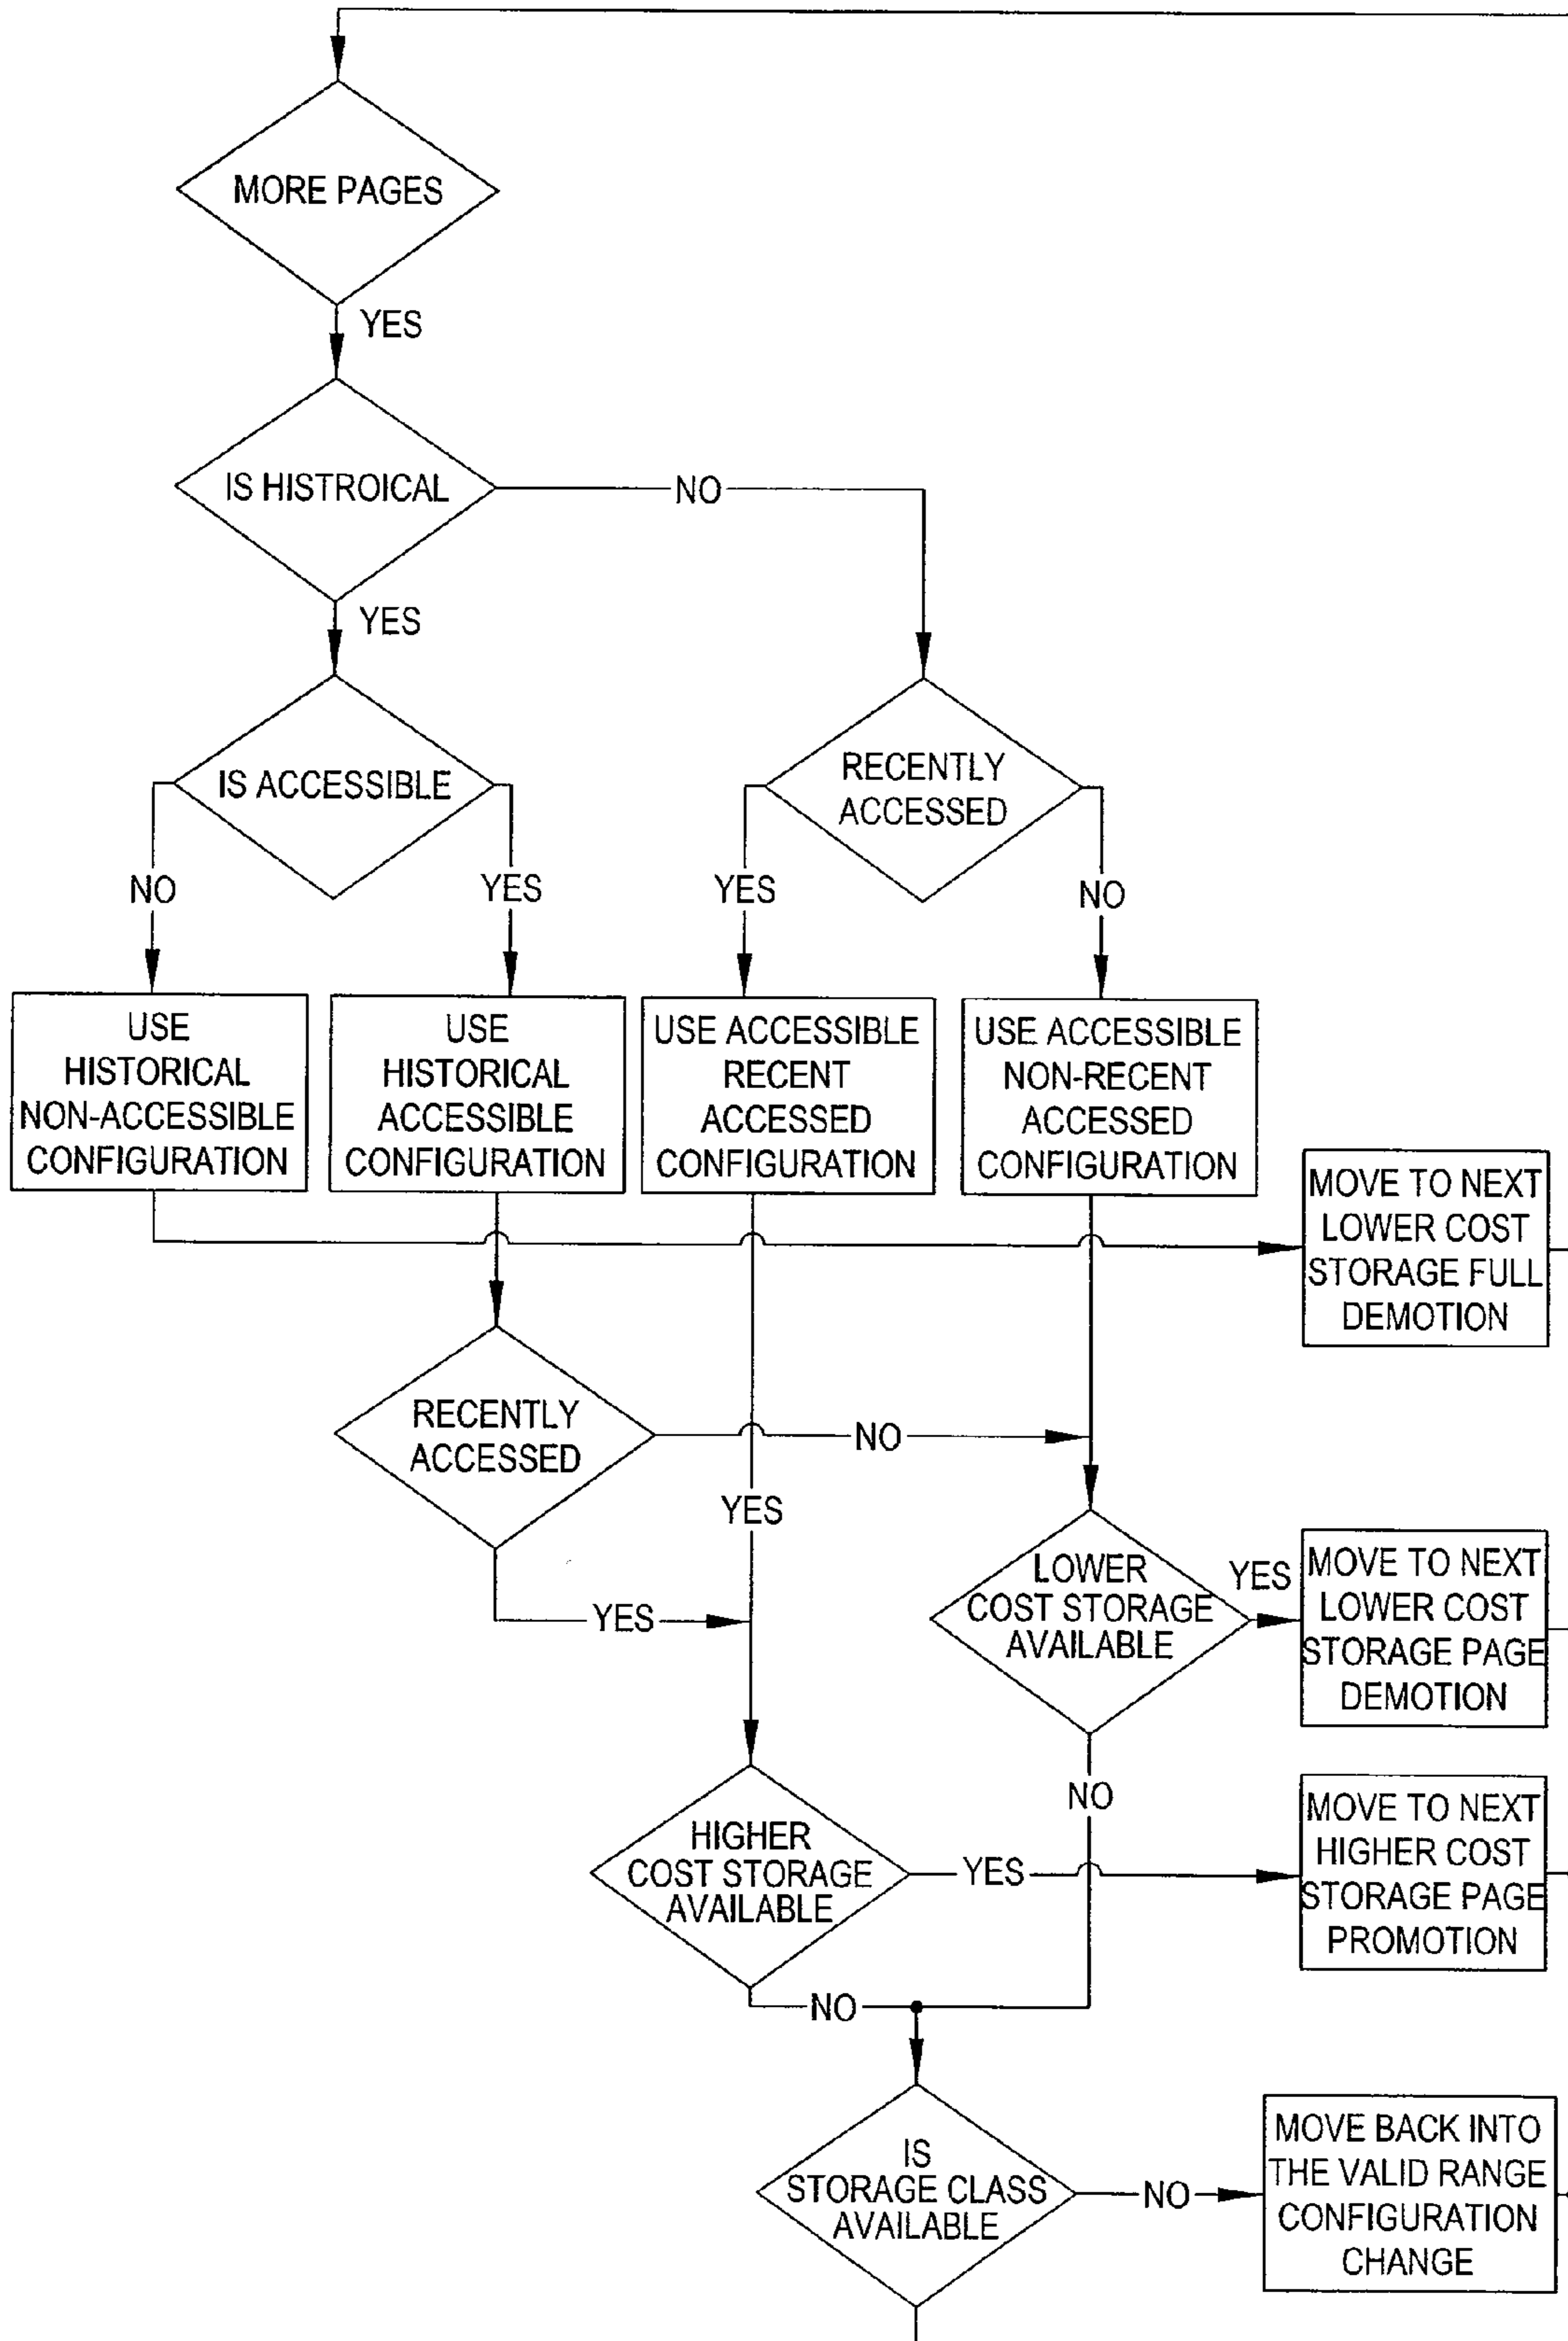 MORE PAGES
YES
IS HISTROICAL
NO
YES
IS ACCESSIBLE
RECENTLY
ACCESSED
NO
YES
YES
NO
USE
HISTORICAL
NON-ACCESSIBLE
CONFIGURATION
USE
HISTORICAL
ACCESSIBLE
CONFIGURATION
USE ACCESSIBLE
RECENT
ACCESSED
CONFIGURATION
USE ACCESSIBLE
NON-RECENT
ACCESSED
CONFIGURATION
MOVE TO NEXT
LOWER COST
STORAGE FULL
DEMOTION
RECENTLY
ACCESSED
NO
YES
YES
LOWER
COST STORAGE
AVAILABLE
YES
MOVE TO NEXT
LOWER COST
STORAGE PAGE
DEMOTION
NO
HIGHER
COST STORAGE
AVAILABLE
YES
MOVE TO NEXT
HIGHER COST
STORAGE PAGE
PROMOTION
NO
IS
STORAGE CLASS
AVAILABLE
NO
MOVE BACK INTO
THE VALID RANGE
CONFIGURATION
CHANGE